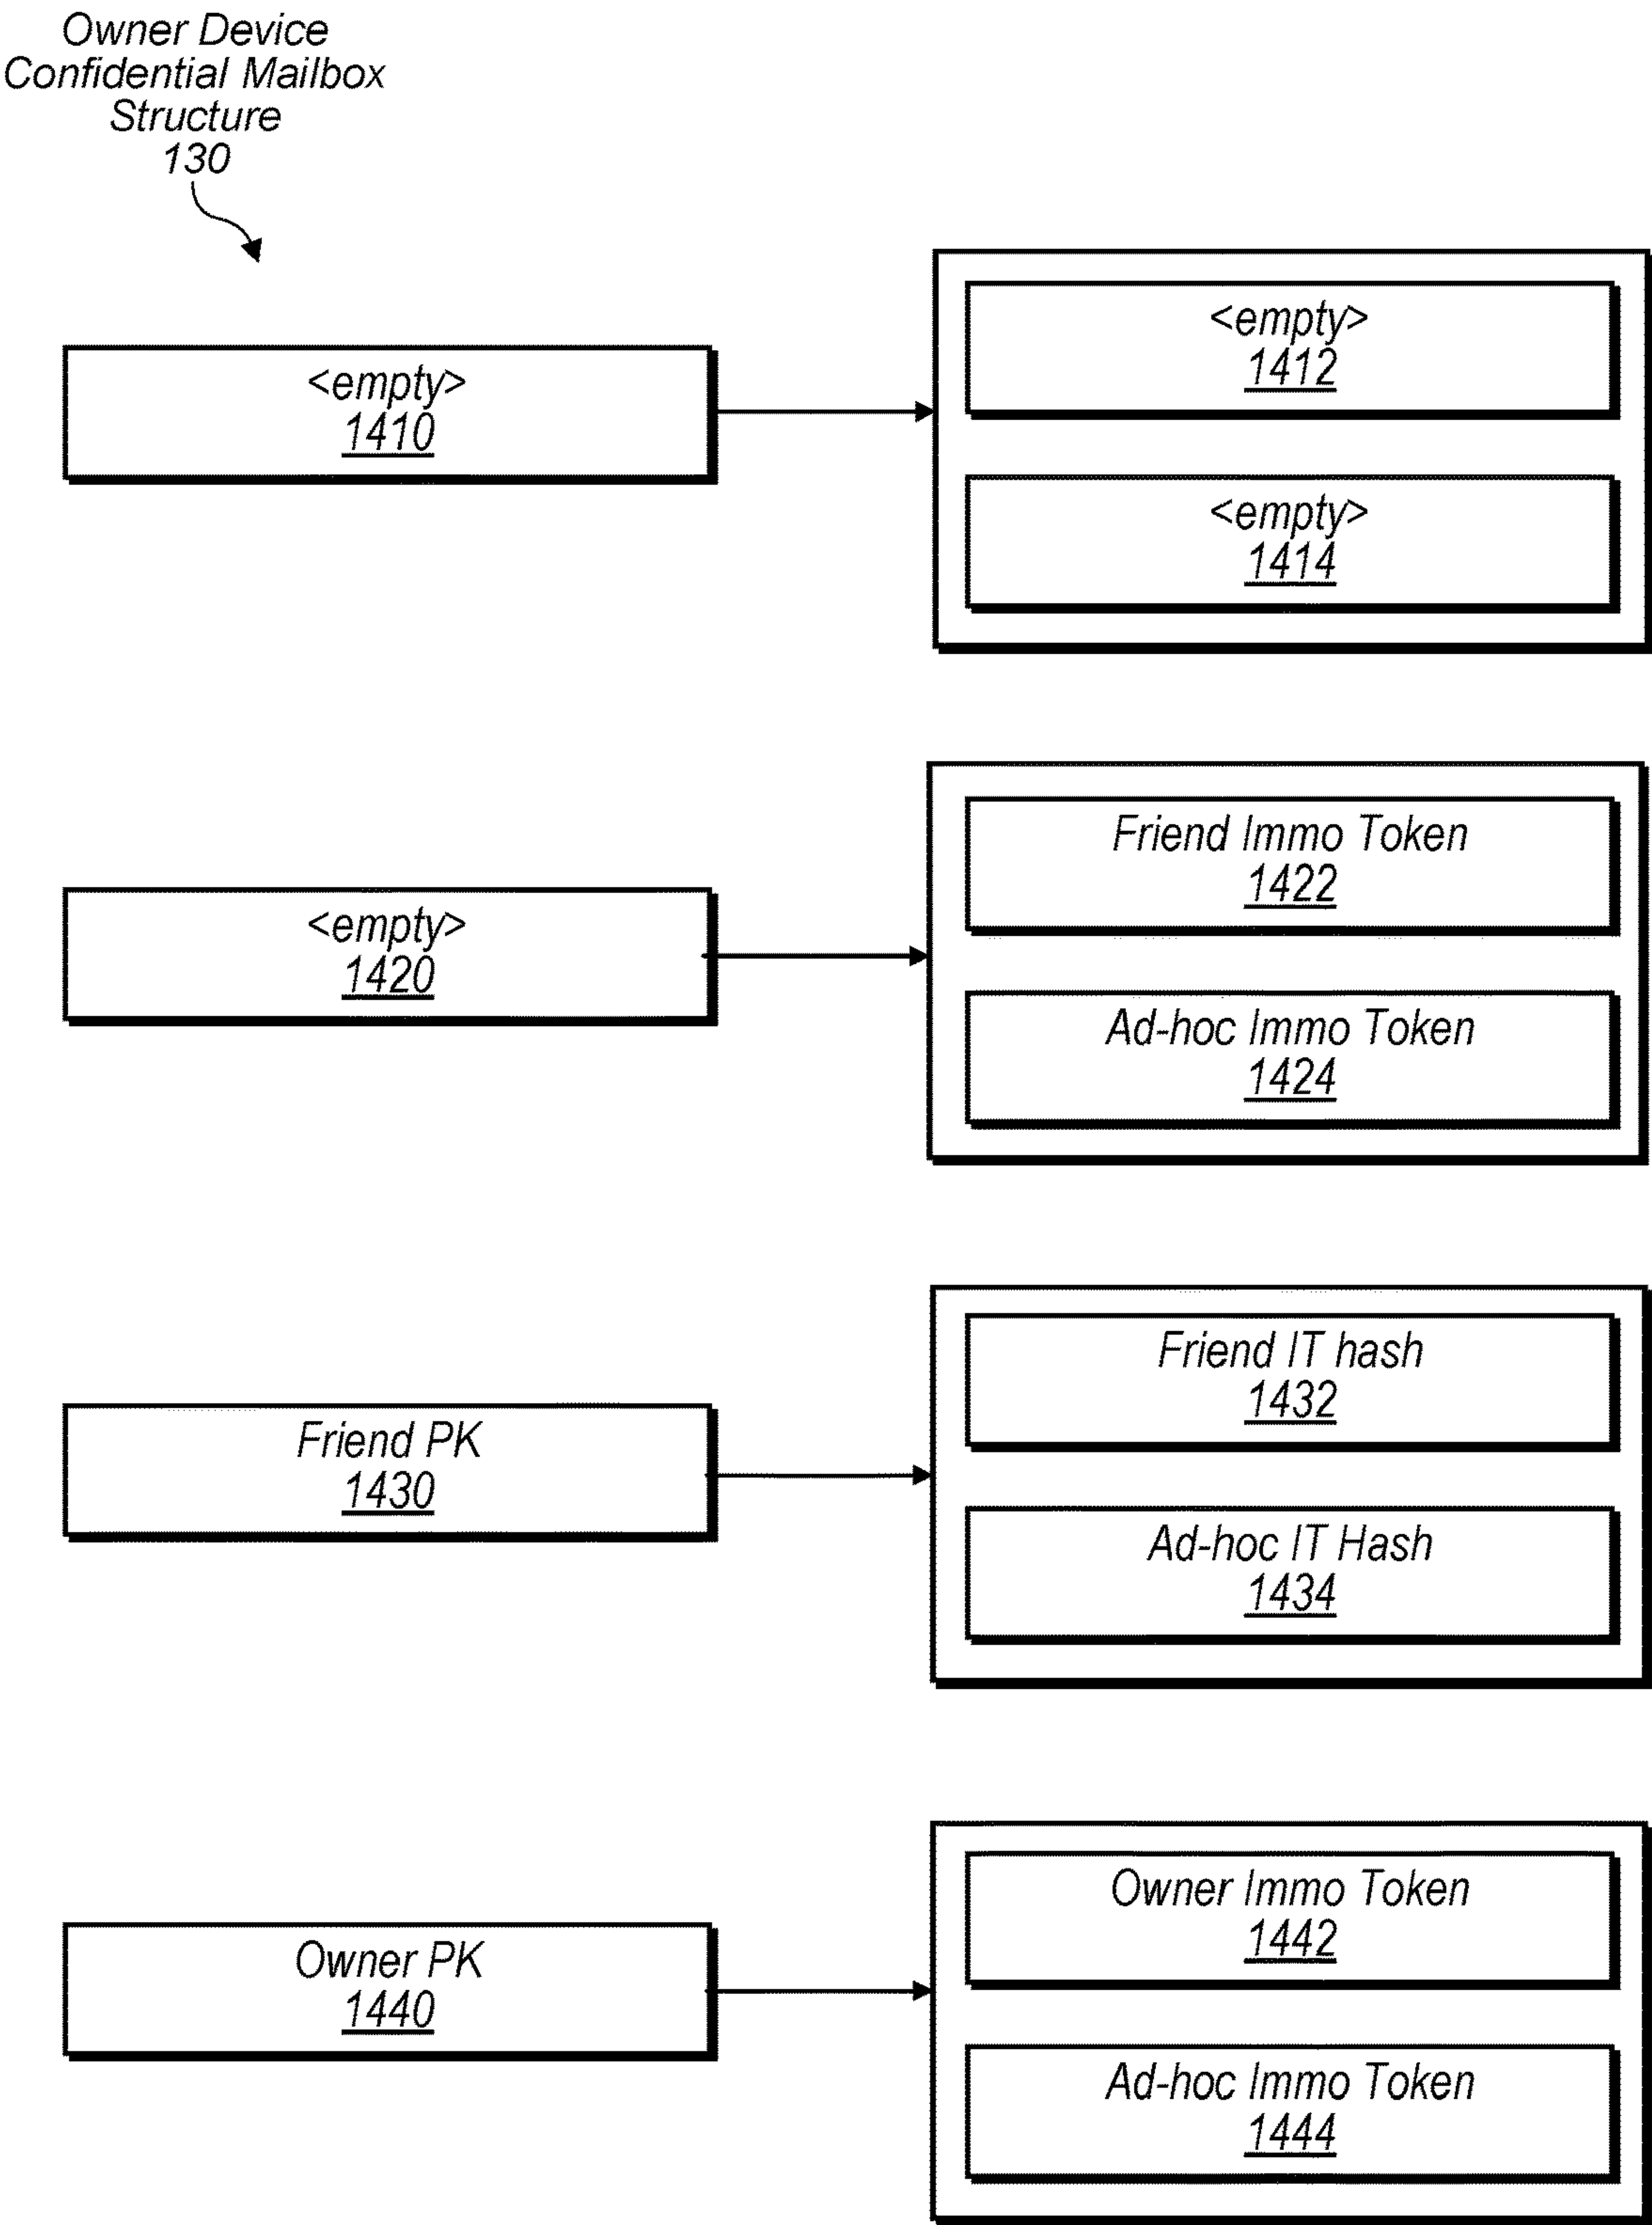 Owner Device
Confidential Mailbox
Structure
130
<empty>
1410
<empty>
1412
<empty>
1414
<empty>
1420
Friend Immo Token
1422
Ad-hoc Immo Token
1424
Friend PK
1430
Friend IT hash
1432
Ad-hoc IT Hash
1434
Owner PK
1440
Owner Immo Token
1442
Ad-hoc Immo Token
1444